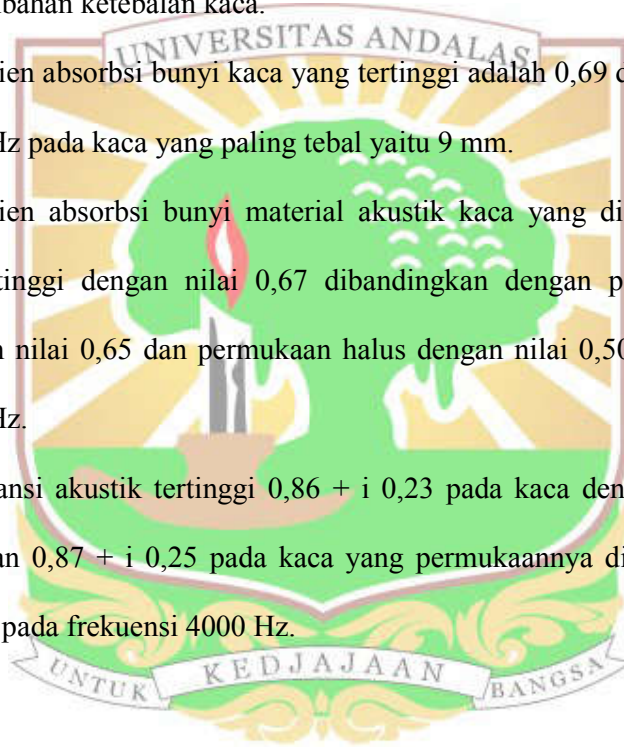 bahan ketebalan kaca.
UNIVERSITAS ANDALAS
ien absorbsi bunyi kaca yang tertinggi adalah 0,69 d
Hz pada kaca yang paling tebal yaitu 9 mm.
ien absorbsi bunyi material akustik kaca yang di
tinggi dengan nilai 0,67 dibandingkan dengan p
n nilai 0,65 dan permukaan halus dengan nilai 0,50
Hz.
ansi akustik tertinggi 0,86 + i 0,23 pada kaca den
an 0,87 + i 0,25 pada kaca yang permukaannya di
pada frekuensi 4000 Hz.
UNTUK KEDJAJAAN BANGSA